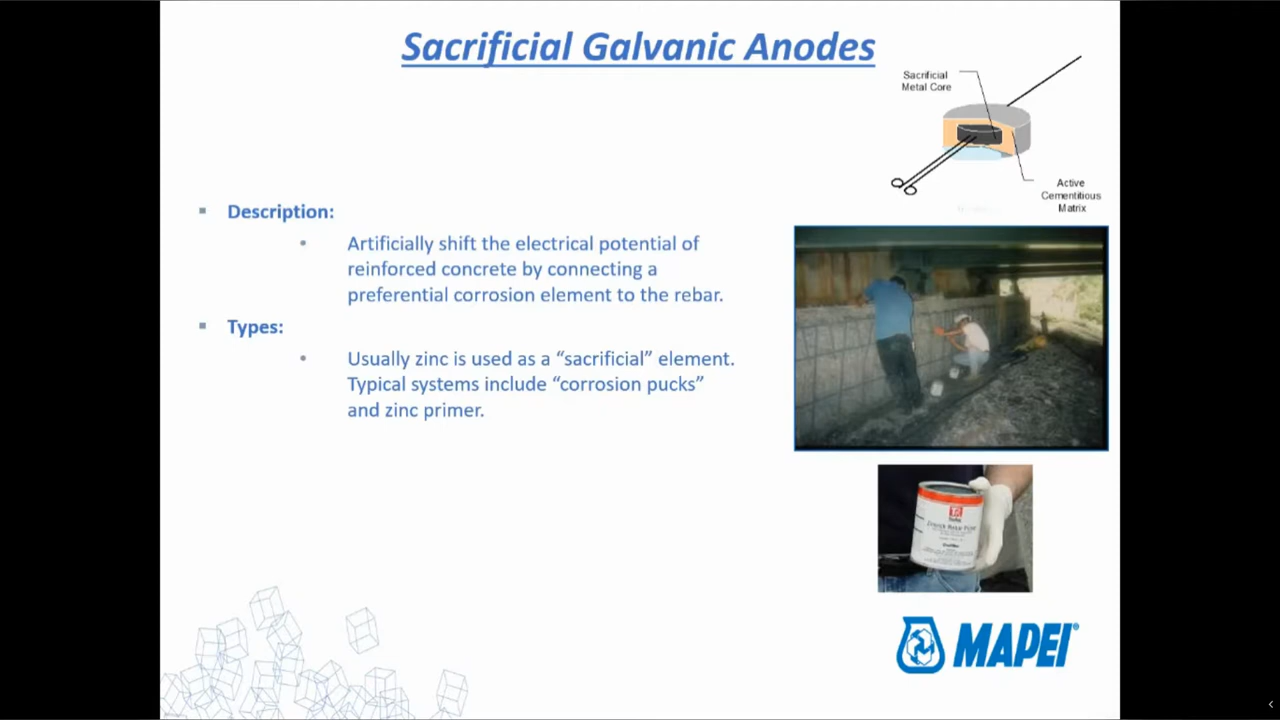 Sacrificial Galvanic Anodes
Sacrificial
Metal Core
Active
Cementitious
Matrix
Description:
Artificially shift the electrical potential of
reinforced concrete by connecting a
preferential corrosion element to the rebar.
Types:
Usually zinc is used as a “sacrificial” element.
Typical systems include “corrosion pucks”
and zinc primer.
MAPEI®